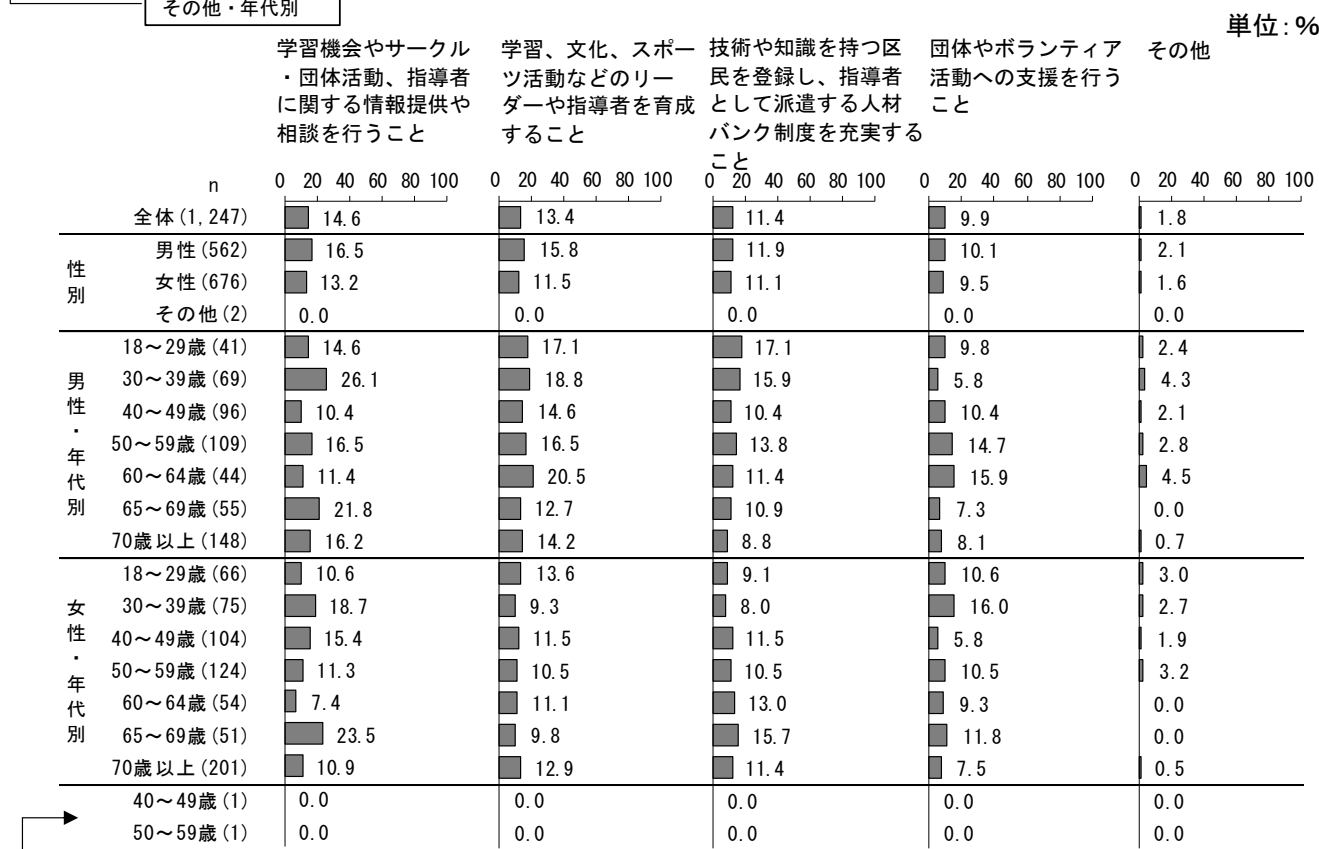 その他・年代別
単位:%
学習機会やサークル
・団体活動、指導者
に関する情報提供や
相談を行うこと
学習、文化、スポー
ツ活動などのリー
ダーや指導者を育成
すること
技術や知識を持つ区
民を登録し、指導者
として派遣する人材
バンク制度を充実する
こと
団体やボランティア
活動への支援を行う
こと
その他
n 0 20 40 60 80 100 0 20 40 60 80 100 0 20 40 60 80 100 0 20 40 60 80 100 0 20 40 60 80 100
全体(1,247) 14.6 13.4 11.4 9.9 1.8
性別
男性(562) 16.5 15.8 11.9 10.1 2.1
女性(676) 13.2 11.5 11.1 9.5 1.6
その他(2) 0.0 0.0 0.0 0.0 0.0
男性・年代別
18~29歳(41) 14.6 17.1 17.1 9.8 2.4
30~39歳(69) 26.1 18.8 15.9 5.8 4.3
40~49歳(96) 10.4 14.6 10.4 10.4 2.1
50~59歳(109) 16.5 16.5 13.8 14.7 2.8
60~64歳(44) 11.4 20.5 11.4 15.9 4.5
65~69歳(55) 21.8 12.7 10.9 7.3 0.0
70歳以上(148) 16.2 14.2 8.8 8.1 0.7
女性・年代別
18~29歳(66) 10.6 13.6 9.1 10.6 3.0
30~39歳(75) 18.7 9.3 8.0 16.0 2.7
40~49歳(104) 15.4 11.5 11.5 5.8 1.9
50~59歳(124) 11.3 10.5 10.5 10.5 3.2
60~64歳(54) 7.4 11.1 13.0 9.3 0.0
65~69歳(51) 23.5 9.8 15.7 11.8 0.0
70歳以上(201) 10.9 12.9 11.4 7.5 0.5
40~49歳(1) 0.0 0.0 0.0 0.0 0.0
50~59歳(1) 0.0 0.0 0.0 0.0 0.0